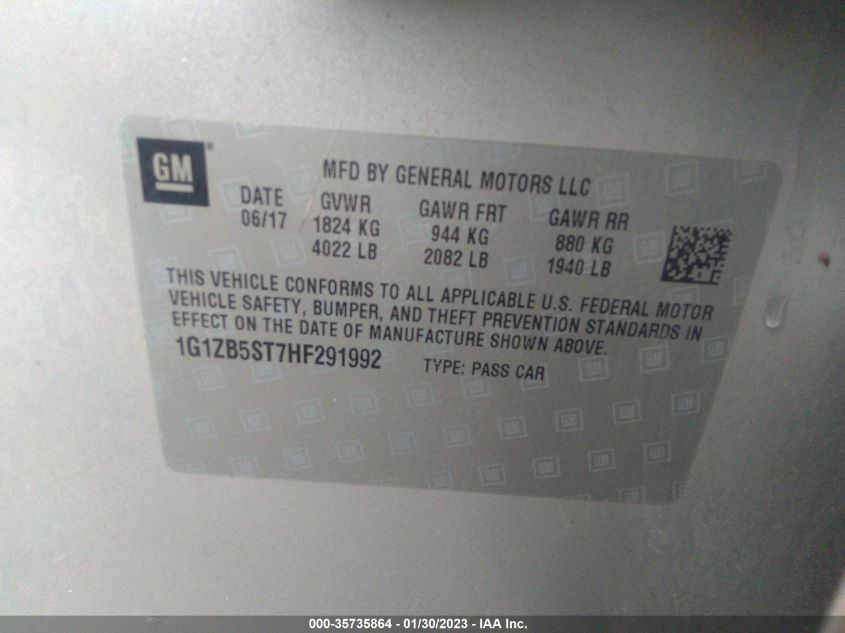 GM ®
MFD BY GENERAL MOTORS LLC
DATE GVWR GAWR FRT GAWR RR
06/17 1824 KG 944 KG 880 KG
4022 LB 2082 LB 1940 LB
THIS VEHICLE CONFORMS TO ALL APPLICABLE U.S. FEDERAL MOTOR
VEHICLE SAFETY, BUMPER, AND THEFT PREVENTION STANDARDS IN
EFFECT ON THE DATE OF MANUFACTURE SHOWN ABOVE.
1G1ZB5ST7HF291992 TYPE: PASS CAR
000-35735864 - 01/30/2023 - IAA Inc.